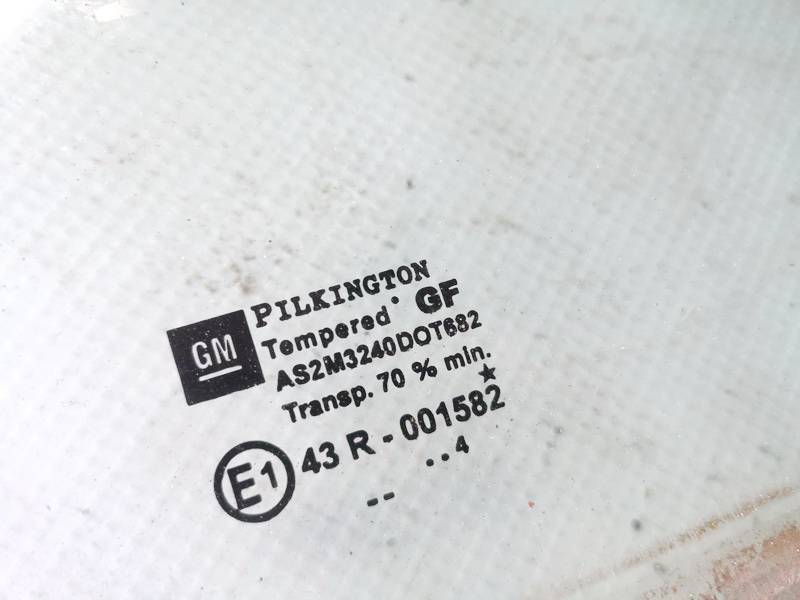 GM
PILKINGTON
Tempered° GF
AS2M3240DOT682
Transp. 70 % min.
★
E1 43 R - 001582
-- ..4